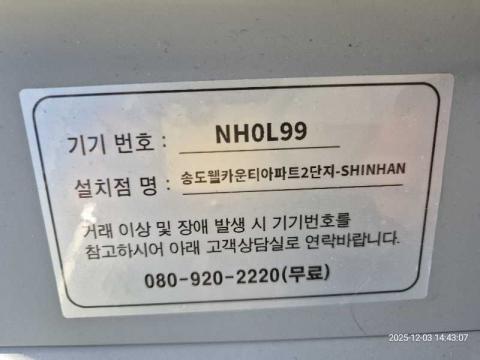 기기 번호 : NH0L99
설치점 명 : 송도웰카운티아파트2단지-SHINHAN
거래 이상 및 장애 발생 시 기기번호를
참고하시어 아래 고객상담실로 연락바랍니다.
080-920-2220(무료)
2025-12-03 14:43:07